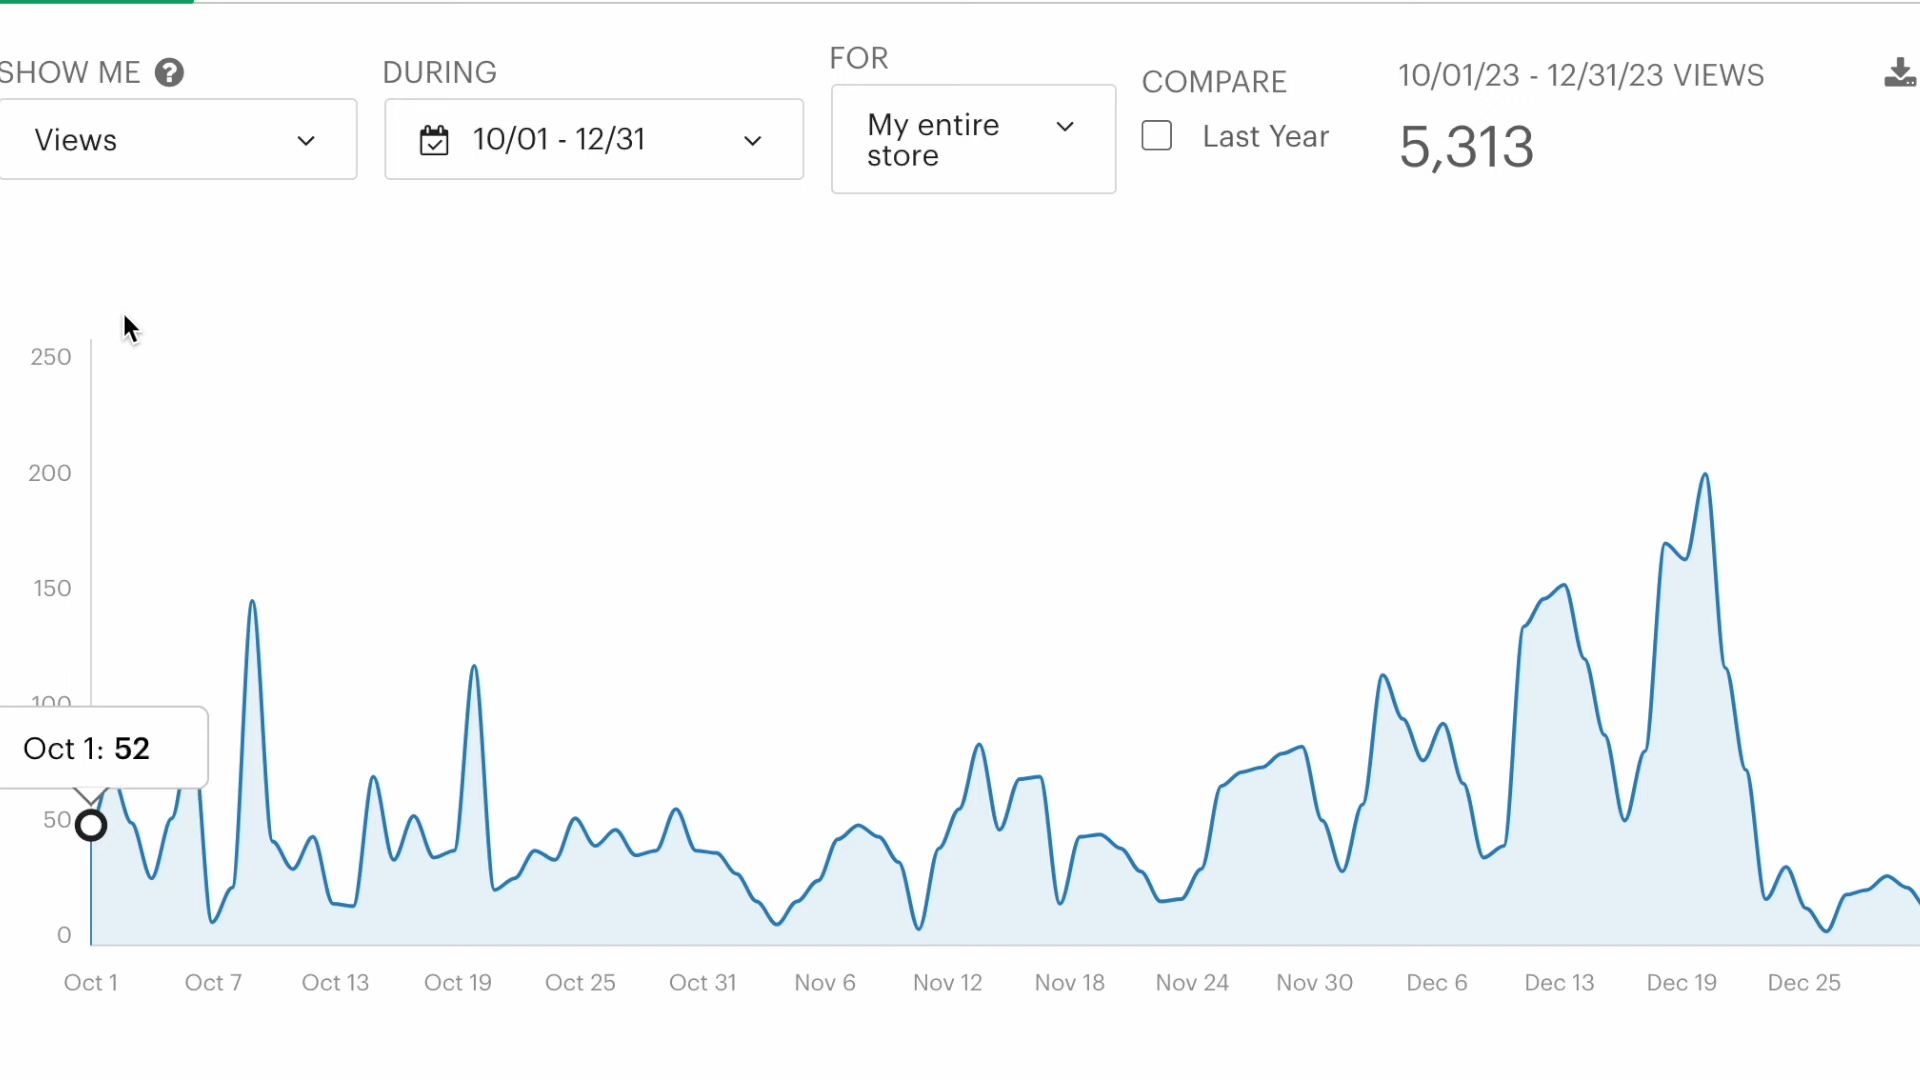 SHOW ME ?
Views
DURING
10/01 - 12/31
FOR
My entire
store
COMPARE
Last Year
10/01/23 - 12/31/23 VIEWS
5,313
250
200
150
100
50
0
Oct 1: 52
Oct 1 Oct 7 Oct 13 Oct 19 Oct 25 Oct 31 Nov 6 Nov 12 Nov 18 Nov 24 Nov 30 Dec 6 Dec 13 Dec 19 Dec 25